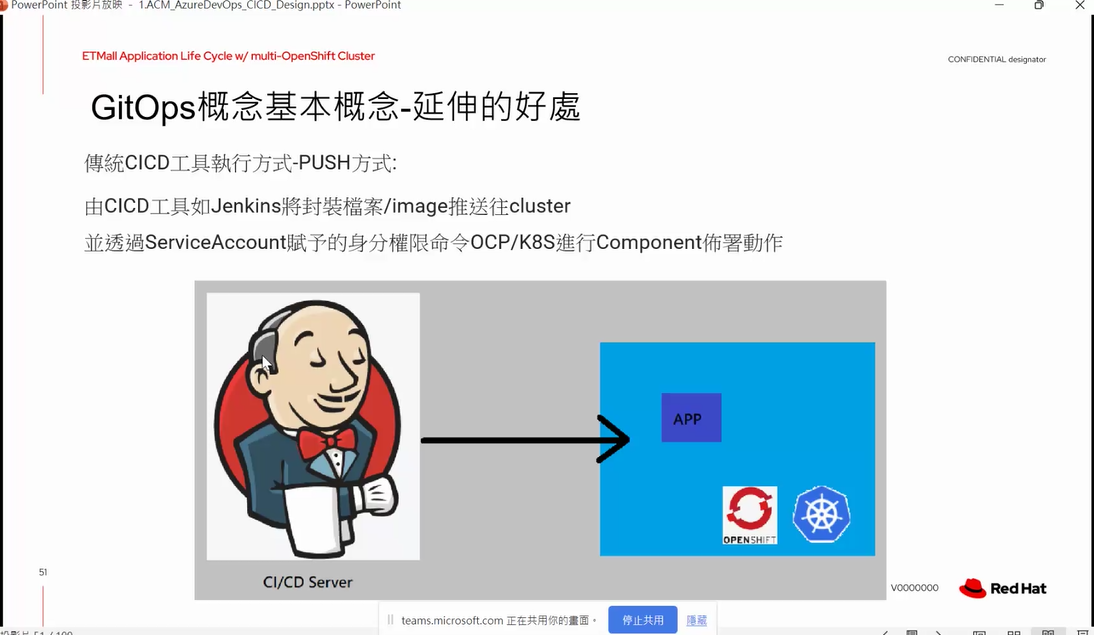 PowerPoint 投影片放映 - 1.ACM_AzureDevOps_CICD_Design.pptx - PowerPoint
ETMall Application Life Cycle w/ multi-OpenShift Cluster
CONFIDENTIAL designator
GitOps概念基本概念-延伸的好處
傳統CICD工具執行方式-PUSH方式:
由CICD工具如Jenkins將封裝檔案/image推送往cluster
並透過ServiceAccount賦予的身分權限命令OCP/K8S進行Component佈署動作
APP
OPENSHIFT
CI/CD Server
51
V0000000
Red Hat
teams.microsoft.com 正在共用你的畫面。
停止共用
隱藏